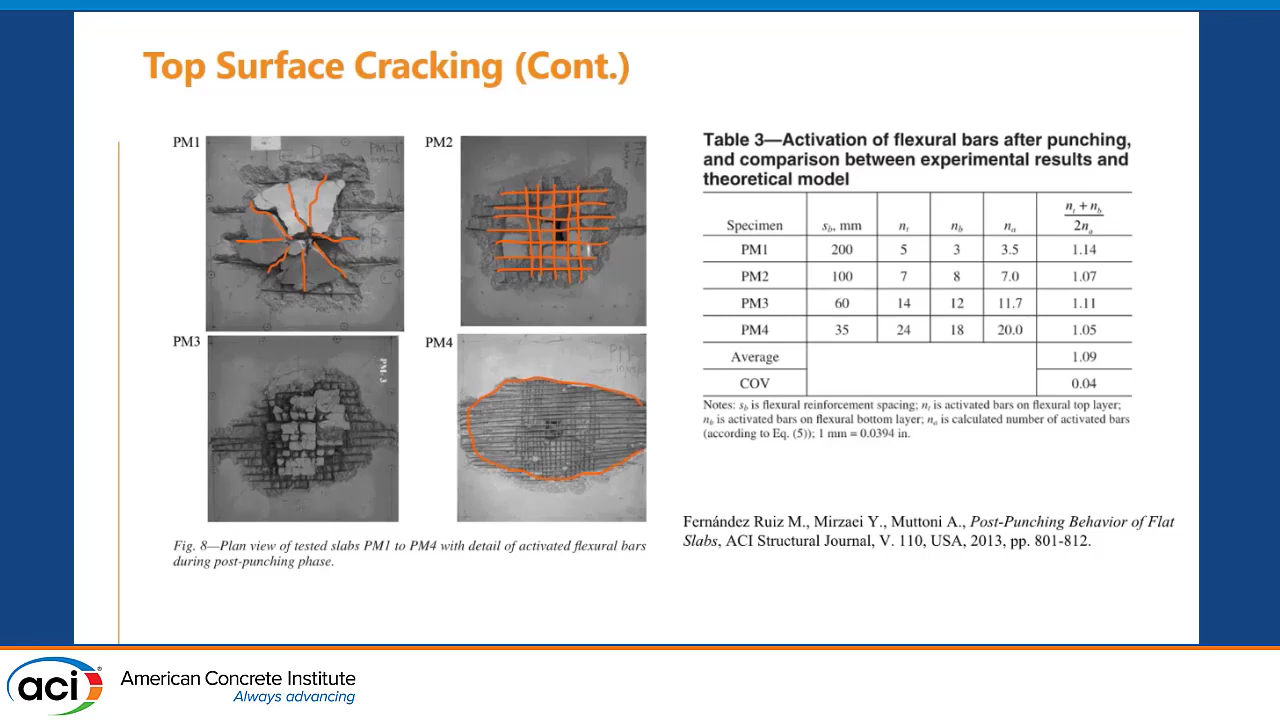 Top Surface Cracking (Cont.)
PM1
PM2
PM3
PM4
Fig. 8—Plan view of tested slabs PM1 to PM4 with detail of activated flexural bars
during post-punching phase.
Table 3—Activation of flexural bars after punching,
and comparison between experimental results and
theoretical model
Specimen s_b, mm n_t n_b n_a (n_t + n_b) / 2n_a
PM1 200 5 3 3.5 1.14
PM2 100 7 8 7.0 1.07
PM3 60 14 12 11.7 1.11
PM4 35 24 18 20.0 1.05
Average 1.09
COV 0.04
Notes: s_b is flexural reinforcement spacing; n_t is activated bars on flexural top layer;
n_b is activated bars on flexural bottom layer; n_a is calculated number of activated bars
(according to Eq. (5)); 1 mm = 0.0394 in.
Fernández Ruiz M., Mirzaei Y., Muttoni A., Post-Punching Behavior of Flat
Slabs, ACI Structural Journal, V. 110, USA, 2013, pp. 801-812.
aci®
American Concrete Institute
Always advancing